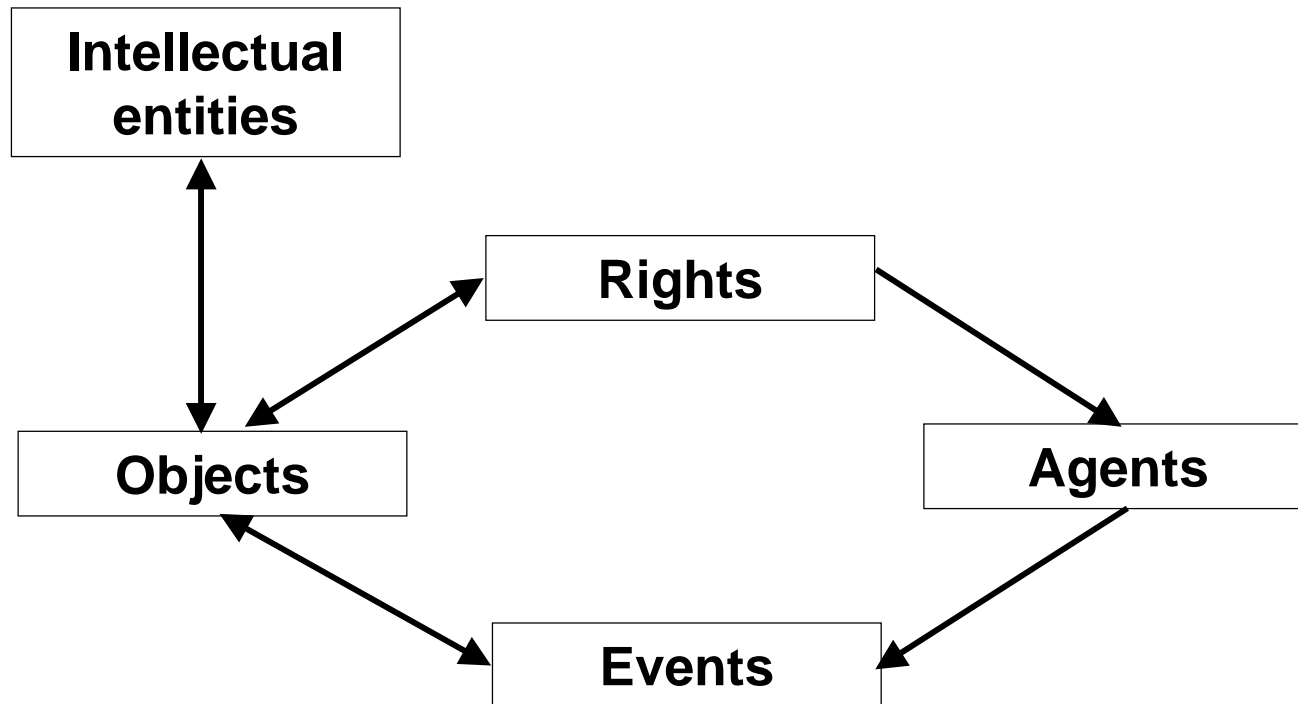 Intellectual
entities
Rights
Objects
Agents
Events